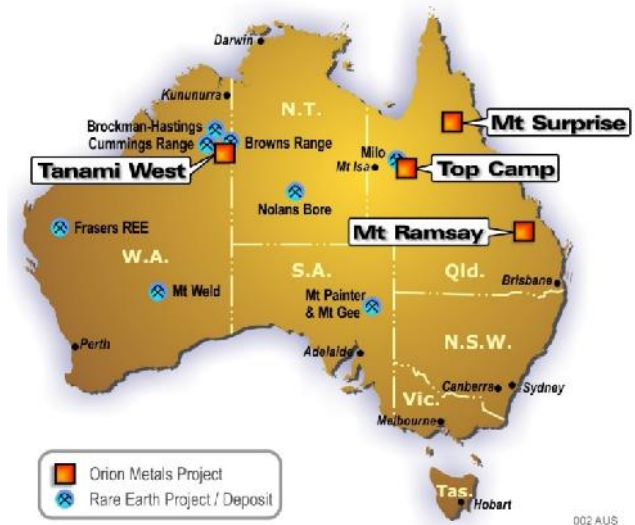 Darwin
Kununurra
N.T.
Mt Surprise
Brockman-Hastings
Cummings Range
Browns Range
Milo
Mt Isa
Tanami West
Top Camp
Nolans Bore
Frasers REE
Mt Ramsay
W.A.
S.A.
Qld.
Mt Weld
Mt Painter
& Mt Gee
Brisbane
Perth
Adelaide
N.S.W.
Canberra
Sydney
Vic.
Melbourne
Orion Metals Project
Rare Earth Project / Deposit
Tas.
Hobart
002 AUS